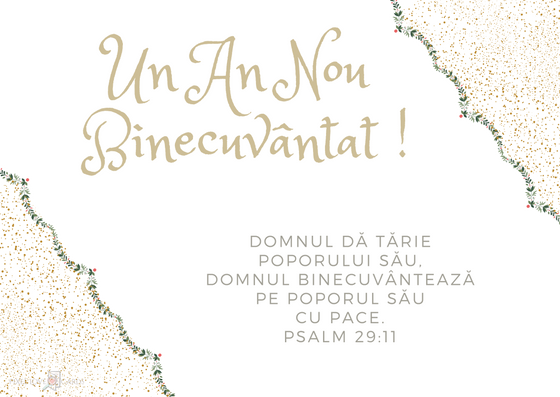 Un An Nou
Binecuvântat !
DOMNUL DĂ TĂRIE
POPORULUI SĂU,
DOMNUL BINECUVÂNTEAZĂ
PE POPORUL SĂU
CU PACE.
PSALM 29:11